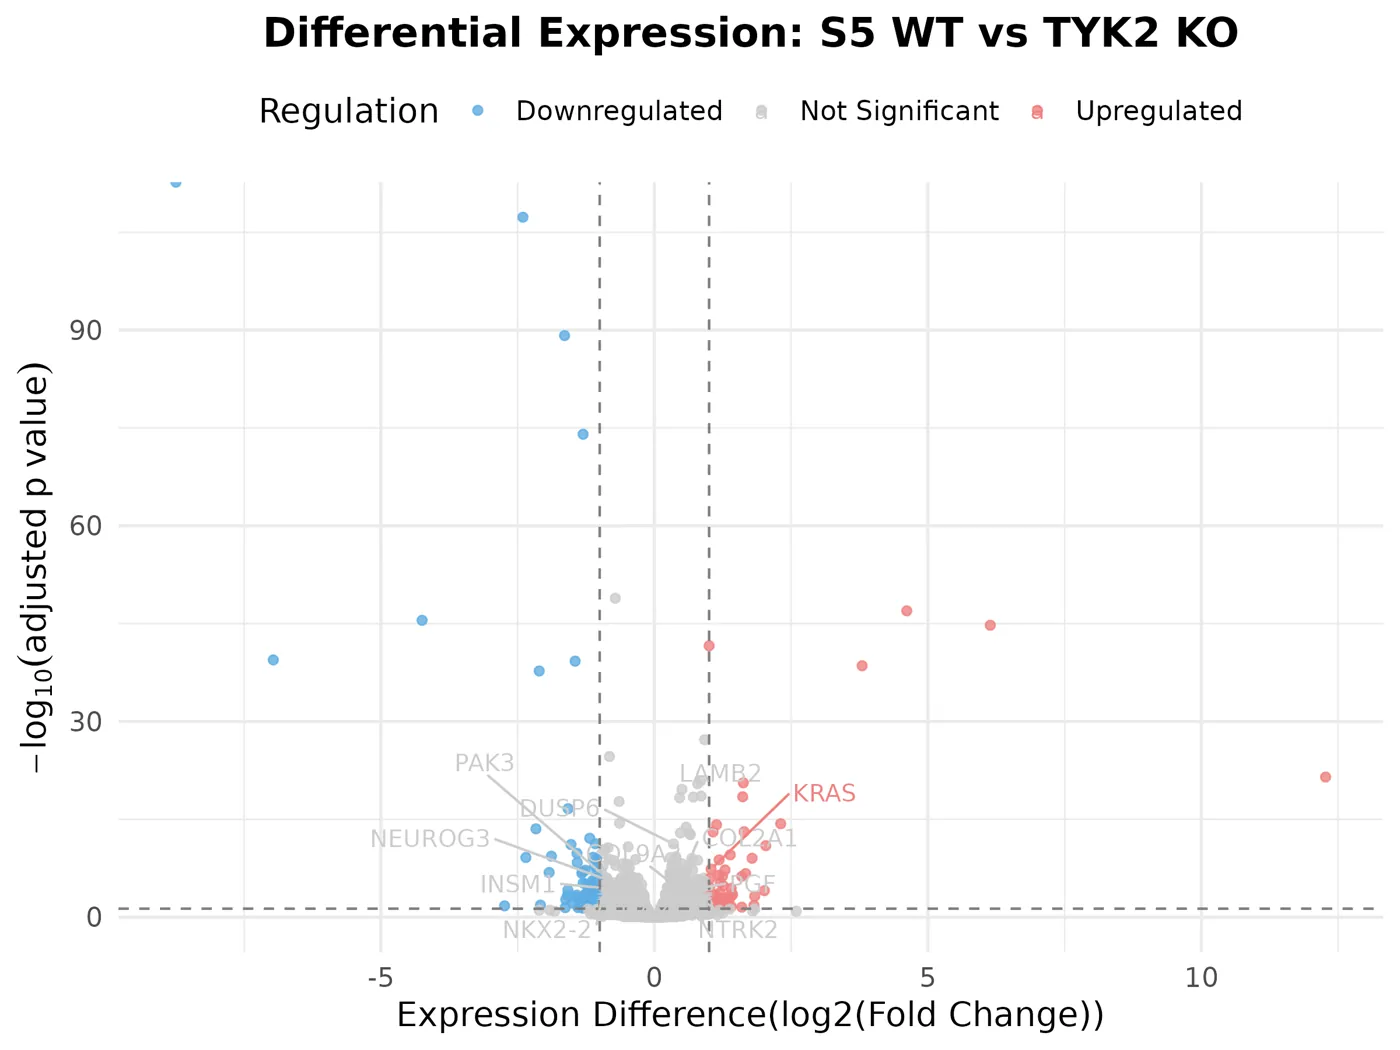 Differential Expression: S5 WT vs TYK2 KO
Regulation Downregulated a Not Significant a Upregulated
−log10(adjusted p value)
90
60
30
0
PAK3
LAMB2
KRAS
DUSP6
NEUROG3
COL2A1
COL9A
INSM1
PGF
NKX2-2
NTRK2
-5 0 5 10
Expression Difference(log2(Fold Change))